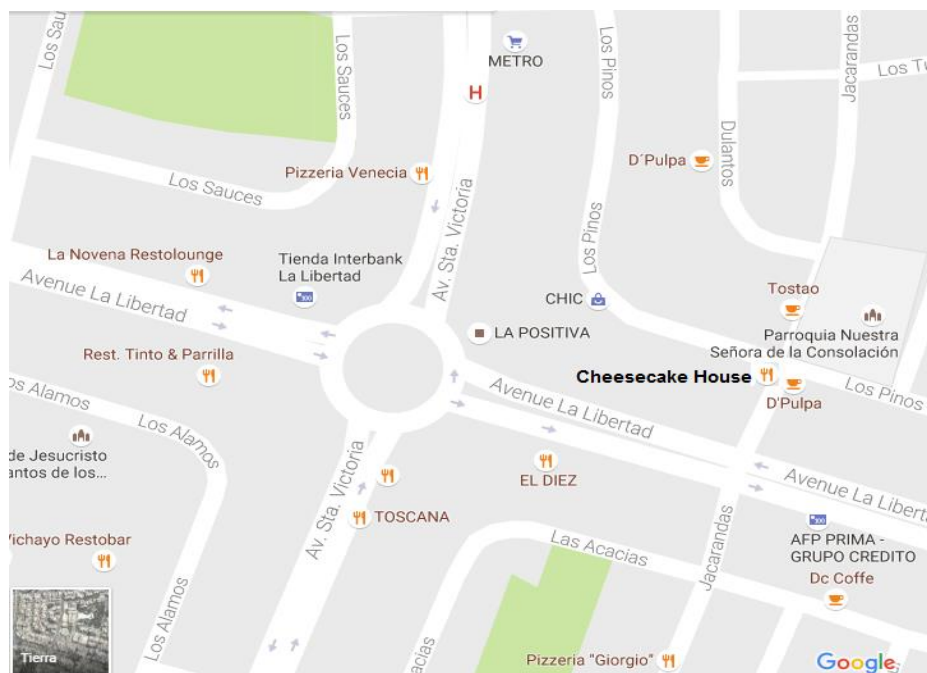 Los Sau
Los Sauces
METRO
H
Los Pinos
Jacarandas
Los Tu
Dulantos
D´Pulpa
Pizzeria Venecia
Los Sauces
Av. Sta. Victoria
Los Pinos
La Novena Restolounge
Tienda Interbank
La Libertad
Avenue La Libertad
CHIC
Tostao
LA POSITIVA
Parroquia Nuestra
Señora de la Consolación
Rest. Tinto & Parrilla
Cheesecake House
D'Pulpa
Los Pinos
os Alamos
Los Alamos
Avenue La Libertad
de Jesucristo
antos de los...
Av. Sta. Victoria
EL DIEZ
Avenue La Libertad
TOSCANA
Jacarandas
AFP PRIMA -
GRUPO CREDITO
Las Acacias
Vichayo Restobar
Dc Coffe
Los Alamos
acias
Tierra
Pizzeria "Giorgio"
Google